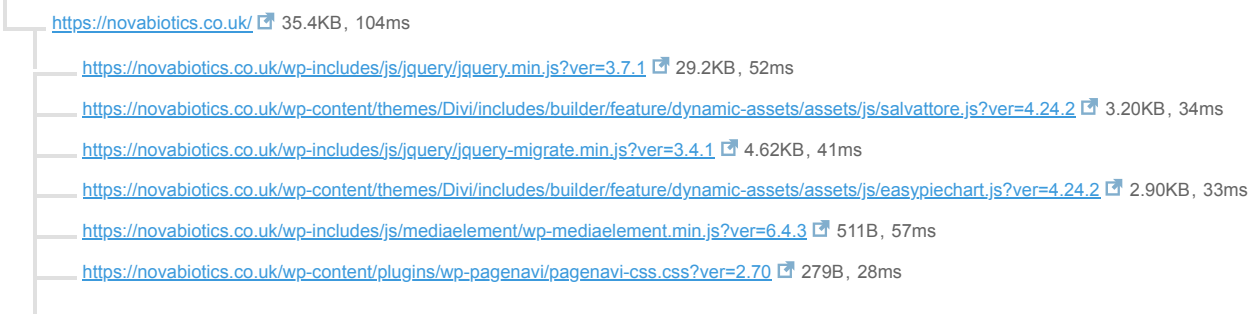 https://novabiotics.co.uk/ 35.4KB, 104ms
https://novabiotics.co.uk/wp-includes/js/jquery/jquery.min.js?ver=3.7.1 29.2KB, 52ms
https://novabiotics.co.uk/wp-content/themes/Divi/includes/builder/feature/dynamic-assets/assets/js/salvattore.js?ver=4.24.2 3.20KB, 34ms
https://novabiotics.co.uk/wp-includes/js/jquery/jquery-migrate.min.js?ver=3.4.1 4.62KB, 41ms
https://novabiotics.co.uk/wp-content/themes/Divi/includes/builder/feature/dynamic-assets/assets/js/easypiechart.js?ver=4.24.2 2.90KB, 33ms
https://novabiotics.co.uk/wp-includes/js/mediaelement/wp-mediaelement.min.js?ver=6.4.3 511B, 57ms
https://novabiotics.co.uk/wp-content/plugins/wp-pagenavi/pagenavi-css.css?ver=2.70 279B, 28ms